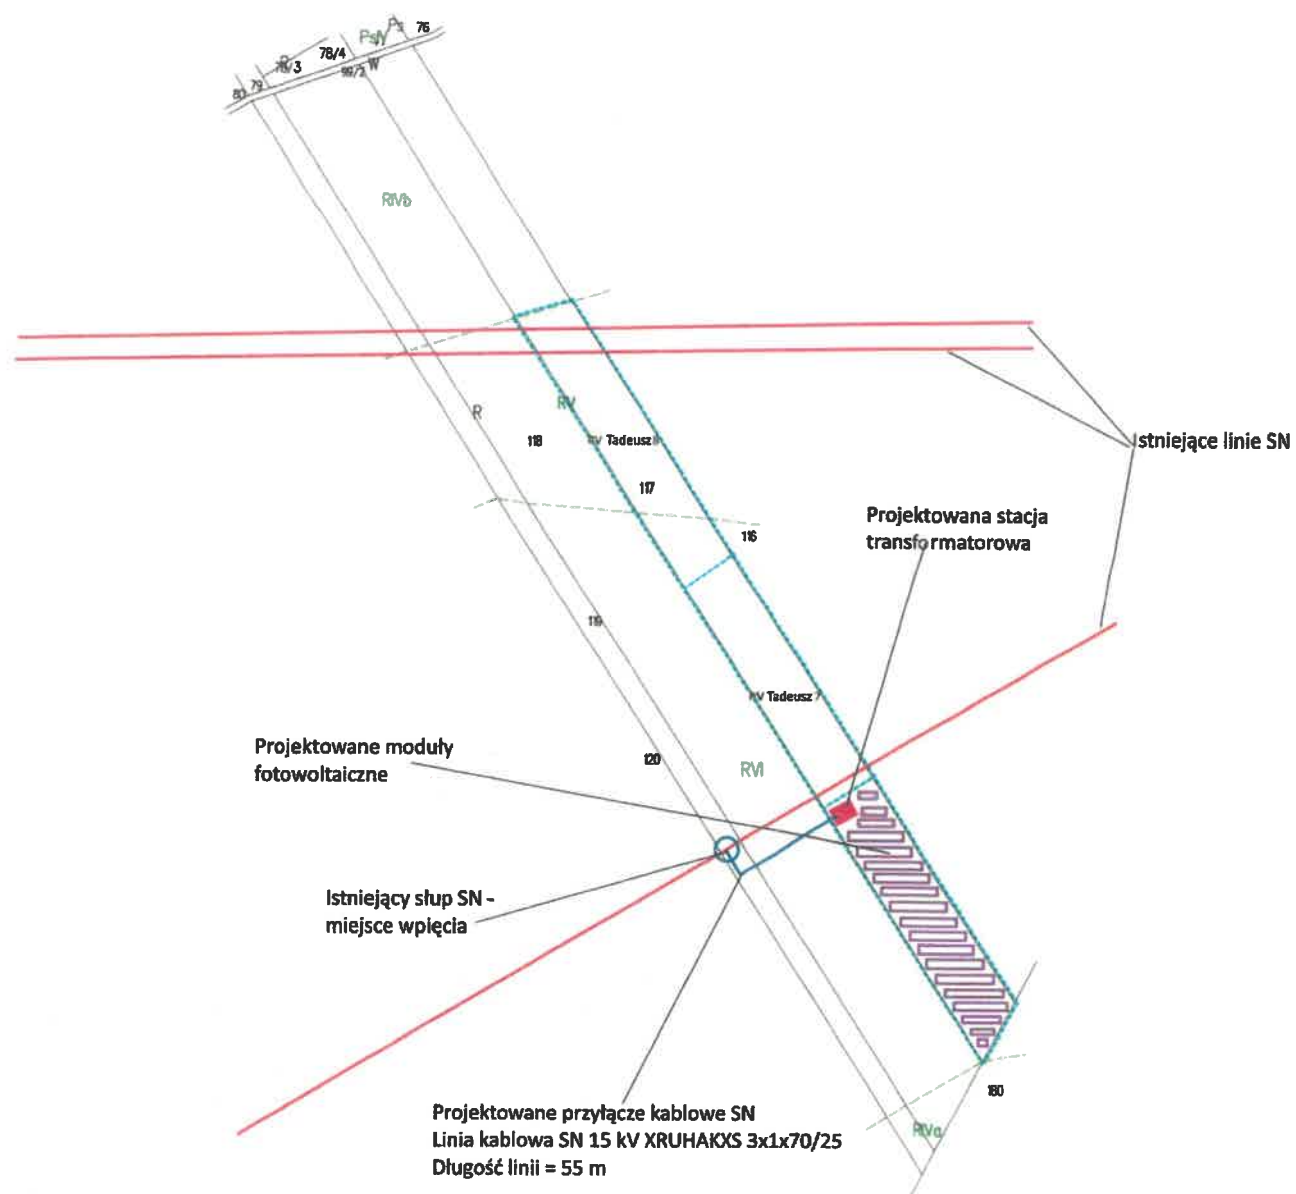 76
Ps
78/4
78/3
99/2 W
79
80
RIVb
R
RV
118
RV Tadeusz
117
116
Istniejące linie SN
Projektowana stacja
transformatorowa
119
RV Tadeusz 7
Projektowane moduły
fotowoltaiczne
120
RVI
Istniejący słup SN -
miejsce wpięcia
180
RIVa
Projektowane przyłącze kablowe SN
Linia kablowa SN 15 kV XRUHAKXS 3x1x70/25
Długość linii = 55 m